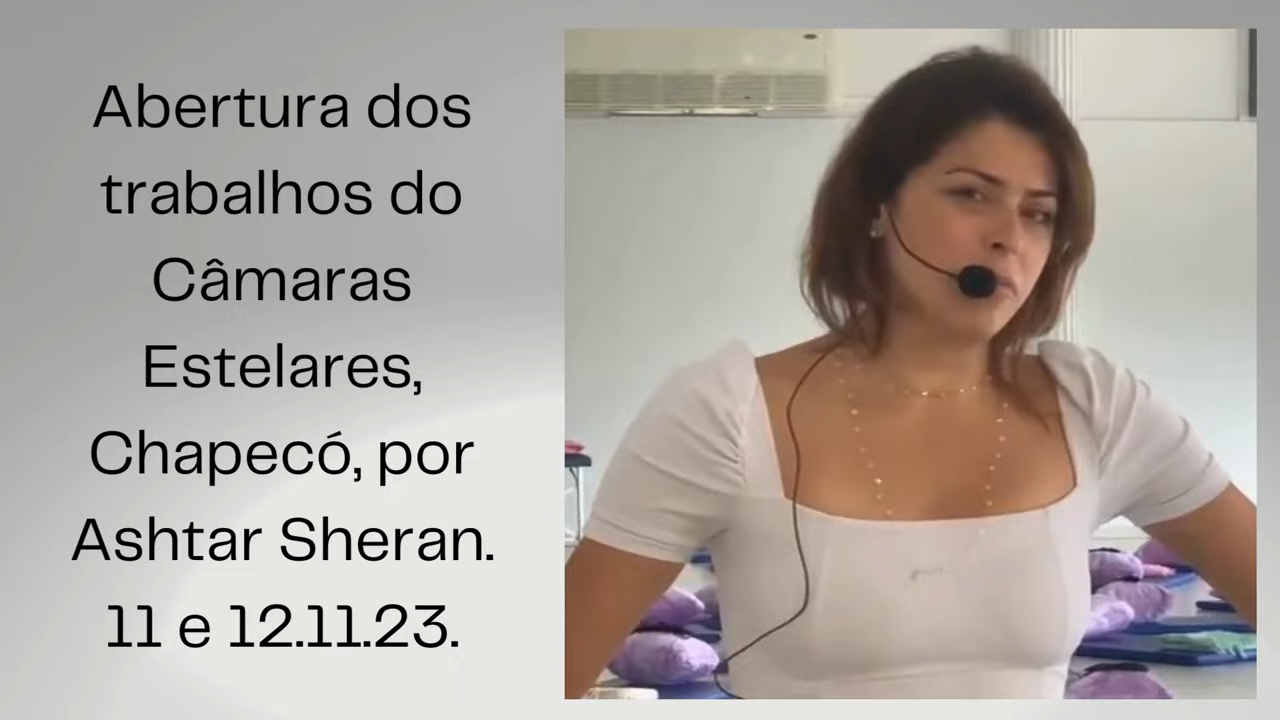 Abertura dos
trabalhos do
Câmaras
Estelares,
Chapecó, por
Ashtar Sheran.
11 e 12.11.23.